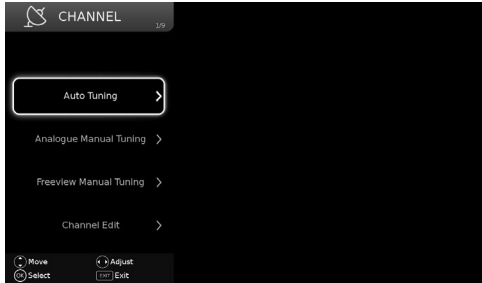 CHANNEL
1/9
Auto Tuning
Analogue Manual Tuning
Freeview Manual Tuning
Channel Edit
Move Adjust
OK Select EXIT Exit